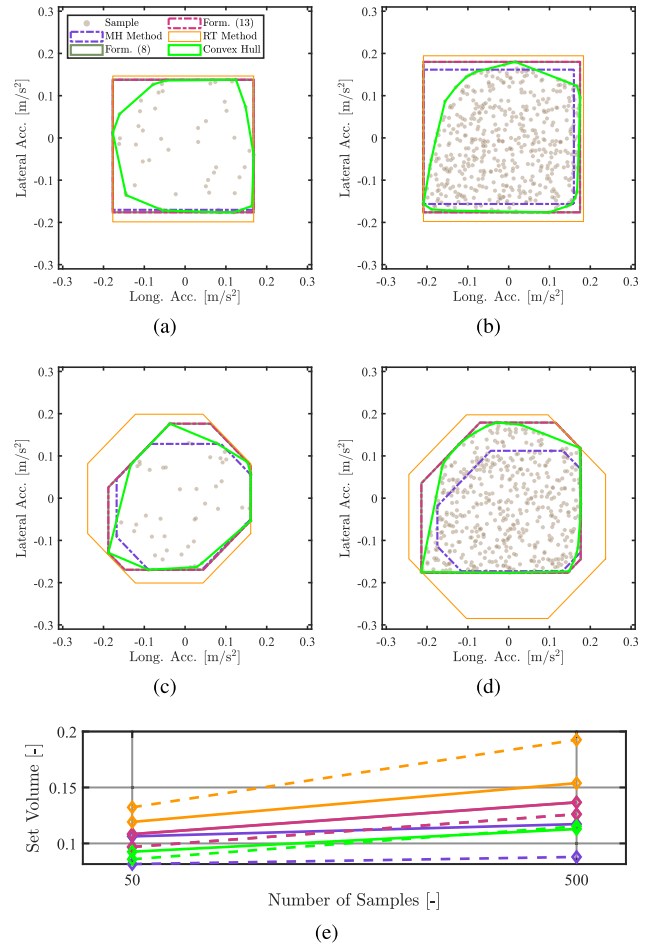 Sample
Form. (13)
MH Method
RT Method
Form. (8)
Convex Hull
0.3
0.2
0.1
0
-0.1
-0.2
-0.3
Lateral Acc. [m/s²]
-0.3 -0.2 -0.1 0 0.1 0.2 0.3
Long. Acc. [m/s²]
(a)
0.3
0.2
0.1
0
-0.1
-0.2
-0.3
Lateral Acc. [m/s²]
-0.3 -0.2 -0.1 0 0.1 0.2 0.3
Long. Acc. [m/s²]
(b)
0.3
0.2
0.1
0
-0.1
-0.2
-0.3
Lateral Acc. [m/s²]
-0.3 -0.2 -0.1 0 0.1 0.2 0.3
Long. Acc. [m/s²]
(c)
0.3
0.2
0.1
0
-0.1
-0.2
-0.3
Lateral Acc. [m/s²]
-0.3 -0.2 -0.1 0 0.1 0.2 0.3
Long. Acc. [m/s²]
(d)
0.2
0.15
0.1
Set Volume [-]
50 500
Number of Samples [-]
(e)